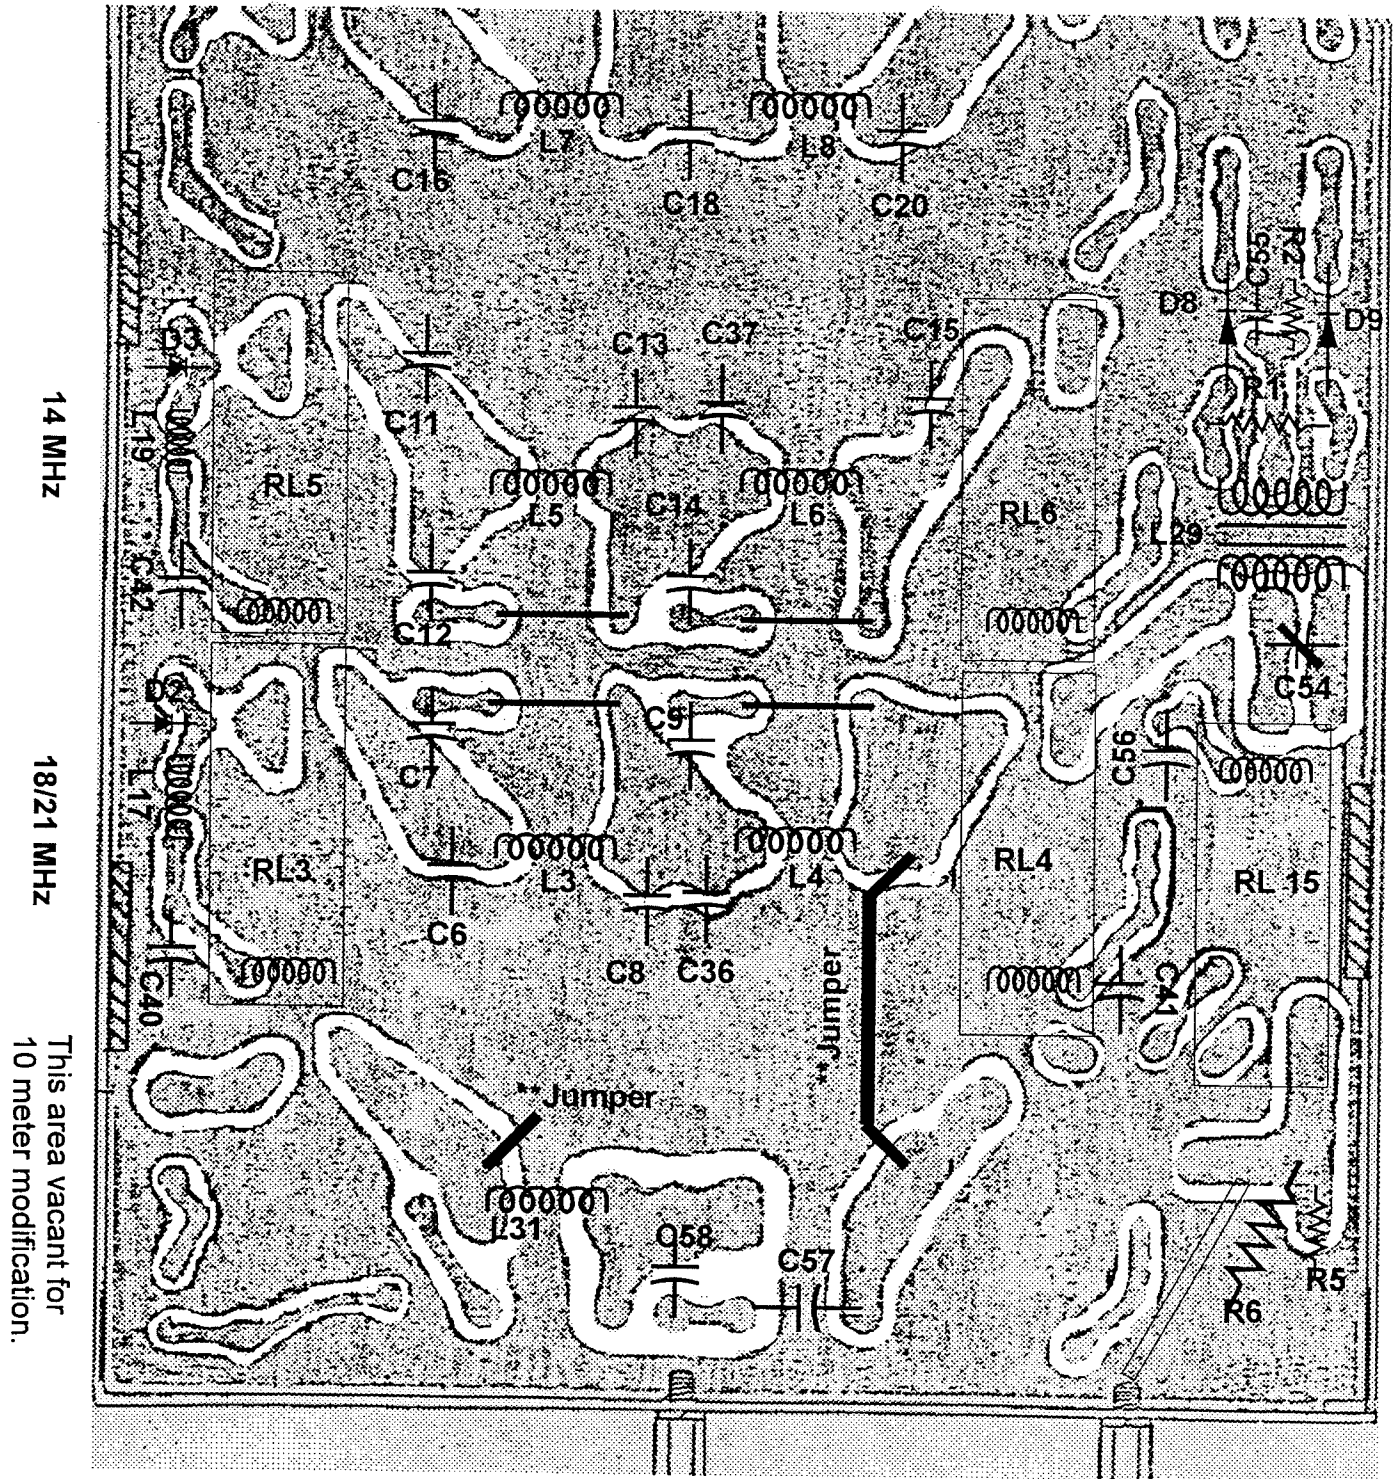 L7
L8
C16
C18
C20
C55
R2
D8
D9
D3
C13
C37
C15
C11
R1
L19
14 MHz
RL5
L5
C14
L6
RL6
L29
C42
C12
C54
D2
C9
C7
C56
L17
18/21 MHz
RL3
L3
L4
RL4
RL 15
C6
C8
C36
C40
C41
**Jumper
**Jumper
This area vacant for
10 meter modification.
L31
C58
C57
R5
R6